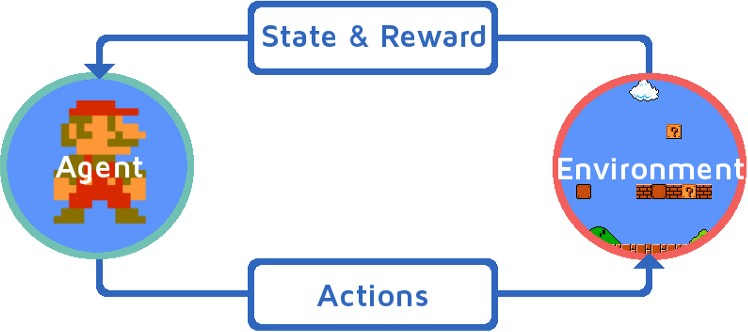 State & Reward
Agent
Environment
?
?
Actions